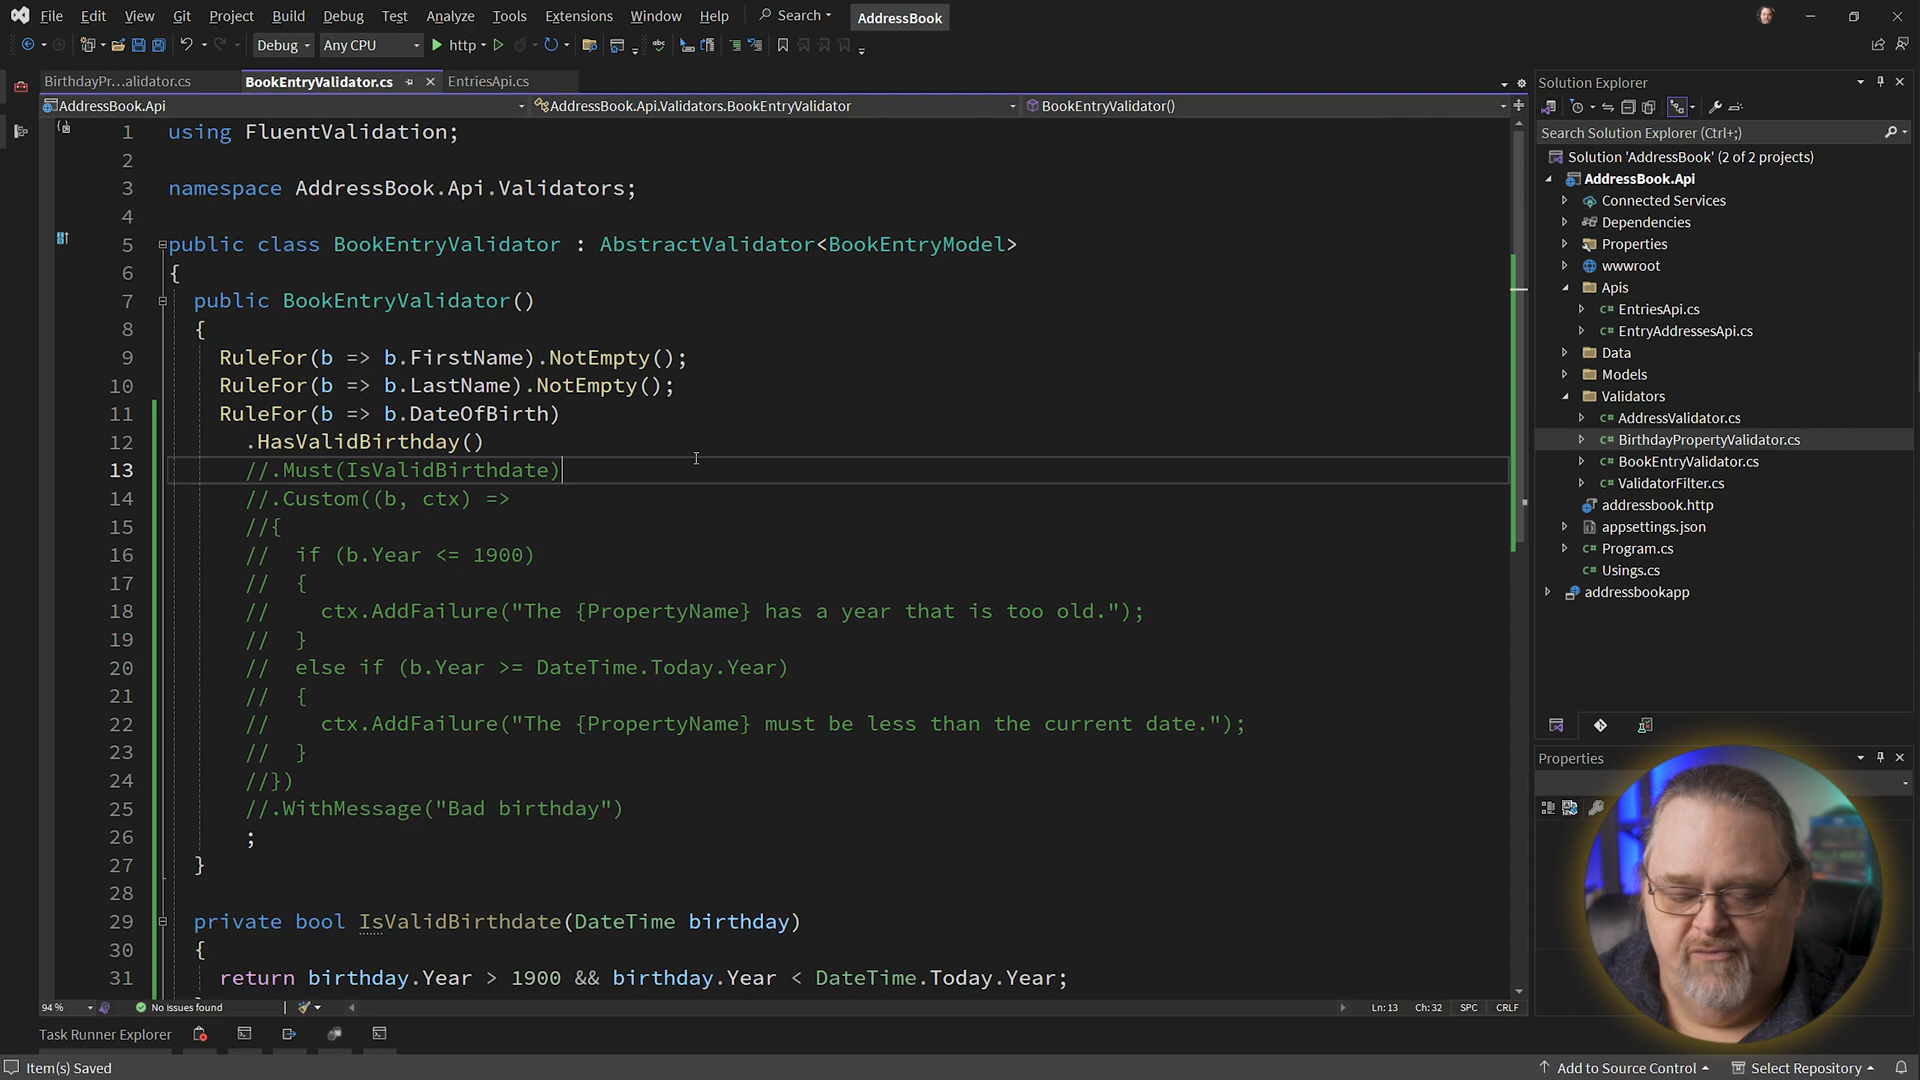 File Edit View Git Project Build Debug Test Analyze Tools Extensions Window Help Search AddressBook
Debug Any CPU http
BirthdayPr...alidator.cs BookEntryValidator.cs EntriesApi.cs
AddressBook.Api AddressBook.Api.Validators.BookEntryValidator BookEntryValidator()
1 using FluentValidation;
2
3 namespace AddressBook.Api.Validators;
4
5 public class BookEntryValidator : AbstractValidator<BookEntryModel>
6 {
7 public BookEntryValidator()
8 {
9 RuleFor(b => b.FirstName).NotEmpty();
10 RuleFor(b => b.LastName).NotEmpty();
11 RuleFor(b => b.DateOfBirth)
12 .HasValidBirthday()
13 //.Must(IsValidBirthdate)
14 //.Custom((b, ctx) =>
15 //{
16 // if (b.Year <= 1900)
17 // {
18 // ctx.AddFailure("The {PropertyName} has a year that is too old.");
19 // }
20 // else if (b.Year >= DateTime.Today.Year)
21 // {
22 // ctx.AddFailure("The {PropertyName} must be less than the current date.");
23 // }
24 //})
25 //.WithMessage("Bad birthday")
26 ;
27 }
28
29 private bool IsValidBirthdate(DateTime birthday)
30 {
31 return birthday.Year > 1900 && birthday.Year < DateTime.Today.Year;
94 % No issues found Ln: 13 Ch: 32 SPC CRLF
Task Runner Explorer
Item(s) Saved Add to Source Control Select Repository
Solution Explorer
Search Solution Explorer (Ctrl+;)
Solution 'AddressBook' (2 of 2 projects)
AddressBook.Api
Connected Services
Dependencies
Properties
wwwroot
Apis
C# EntriesApi.cs
C# EntryAddressesApi.cs
Data
Models
Validators
C# AddressValidator.cs
C# BirthdayPropertyValidator.cs
C# BookEntryValidator.cs
C# ValidatorFilter.cs
addressbook.http
appsettings.json
C# Program.cs
C# Usings.cs
addressbookapp
Properties